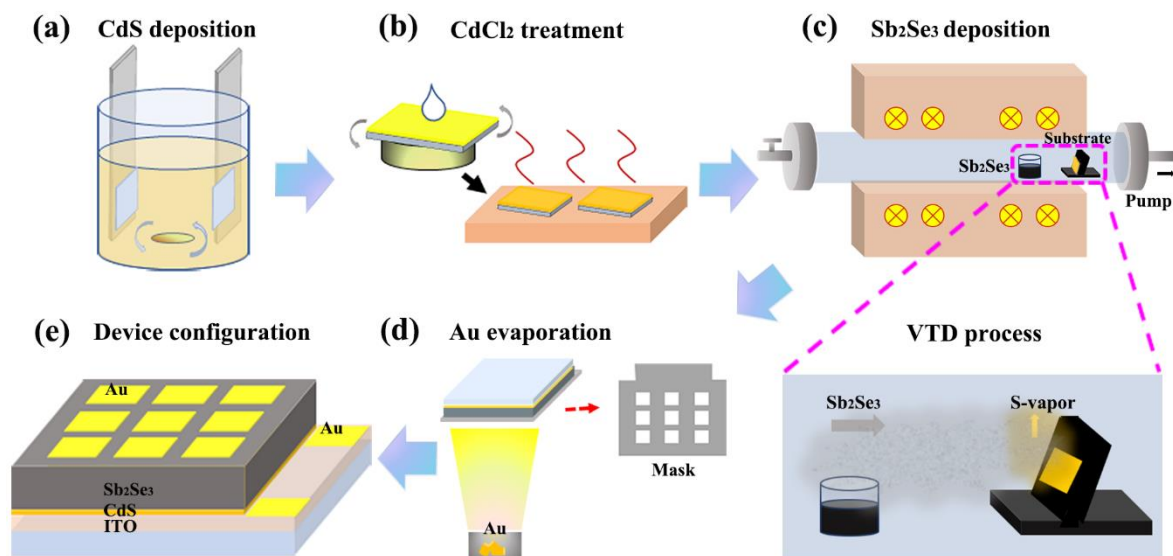 (a) CdS deposition
(b) CdCl₂ treatment
(c) Sb₂Se₃ deposition
Substrate
Sb₂Se₃
Pump
(e) Device configuration
Au
Au
Sb₂Se₃
CdS
ITO
(d) Au evaporation
Mask
Au
VTD process
Sb₂Se₃
S-vapor